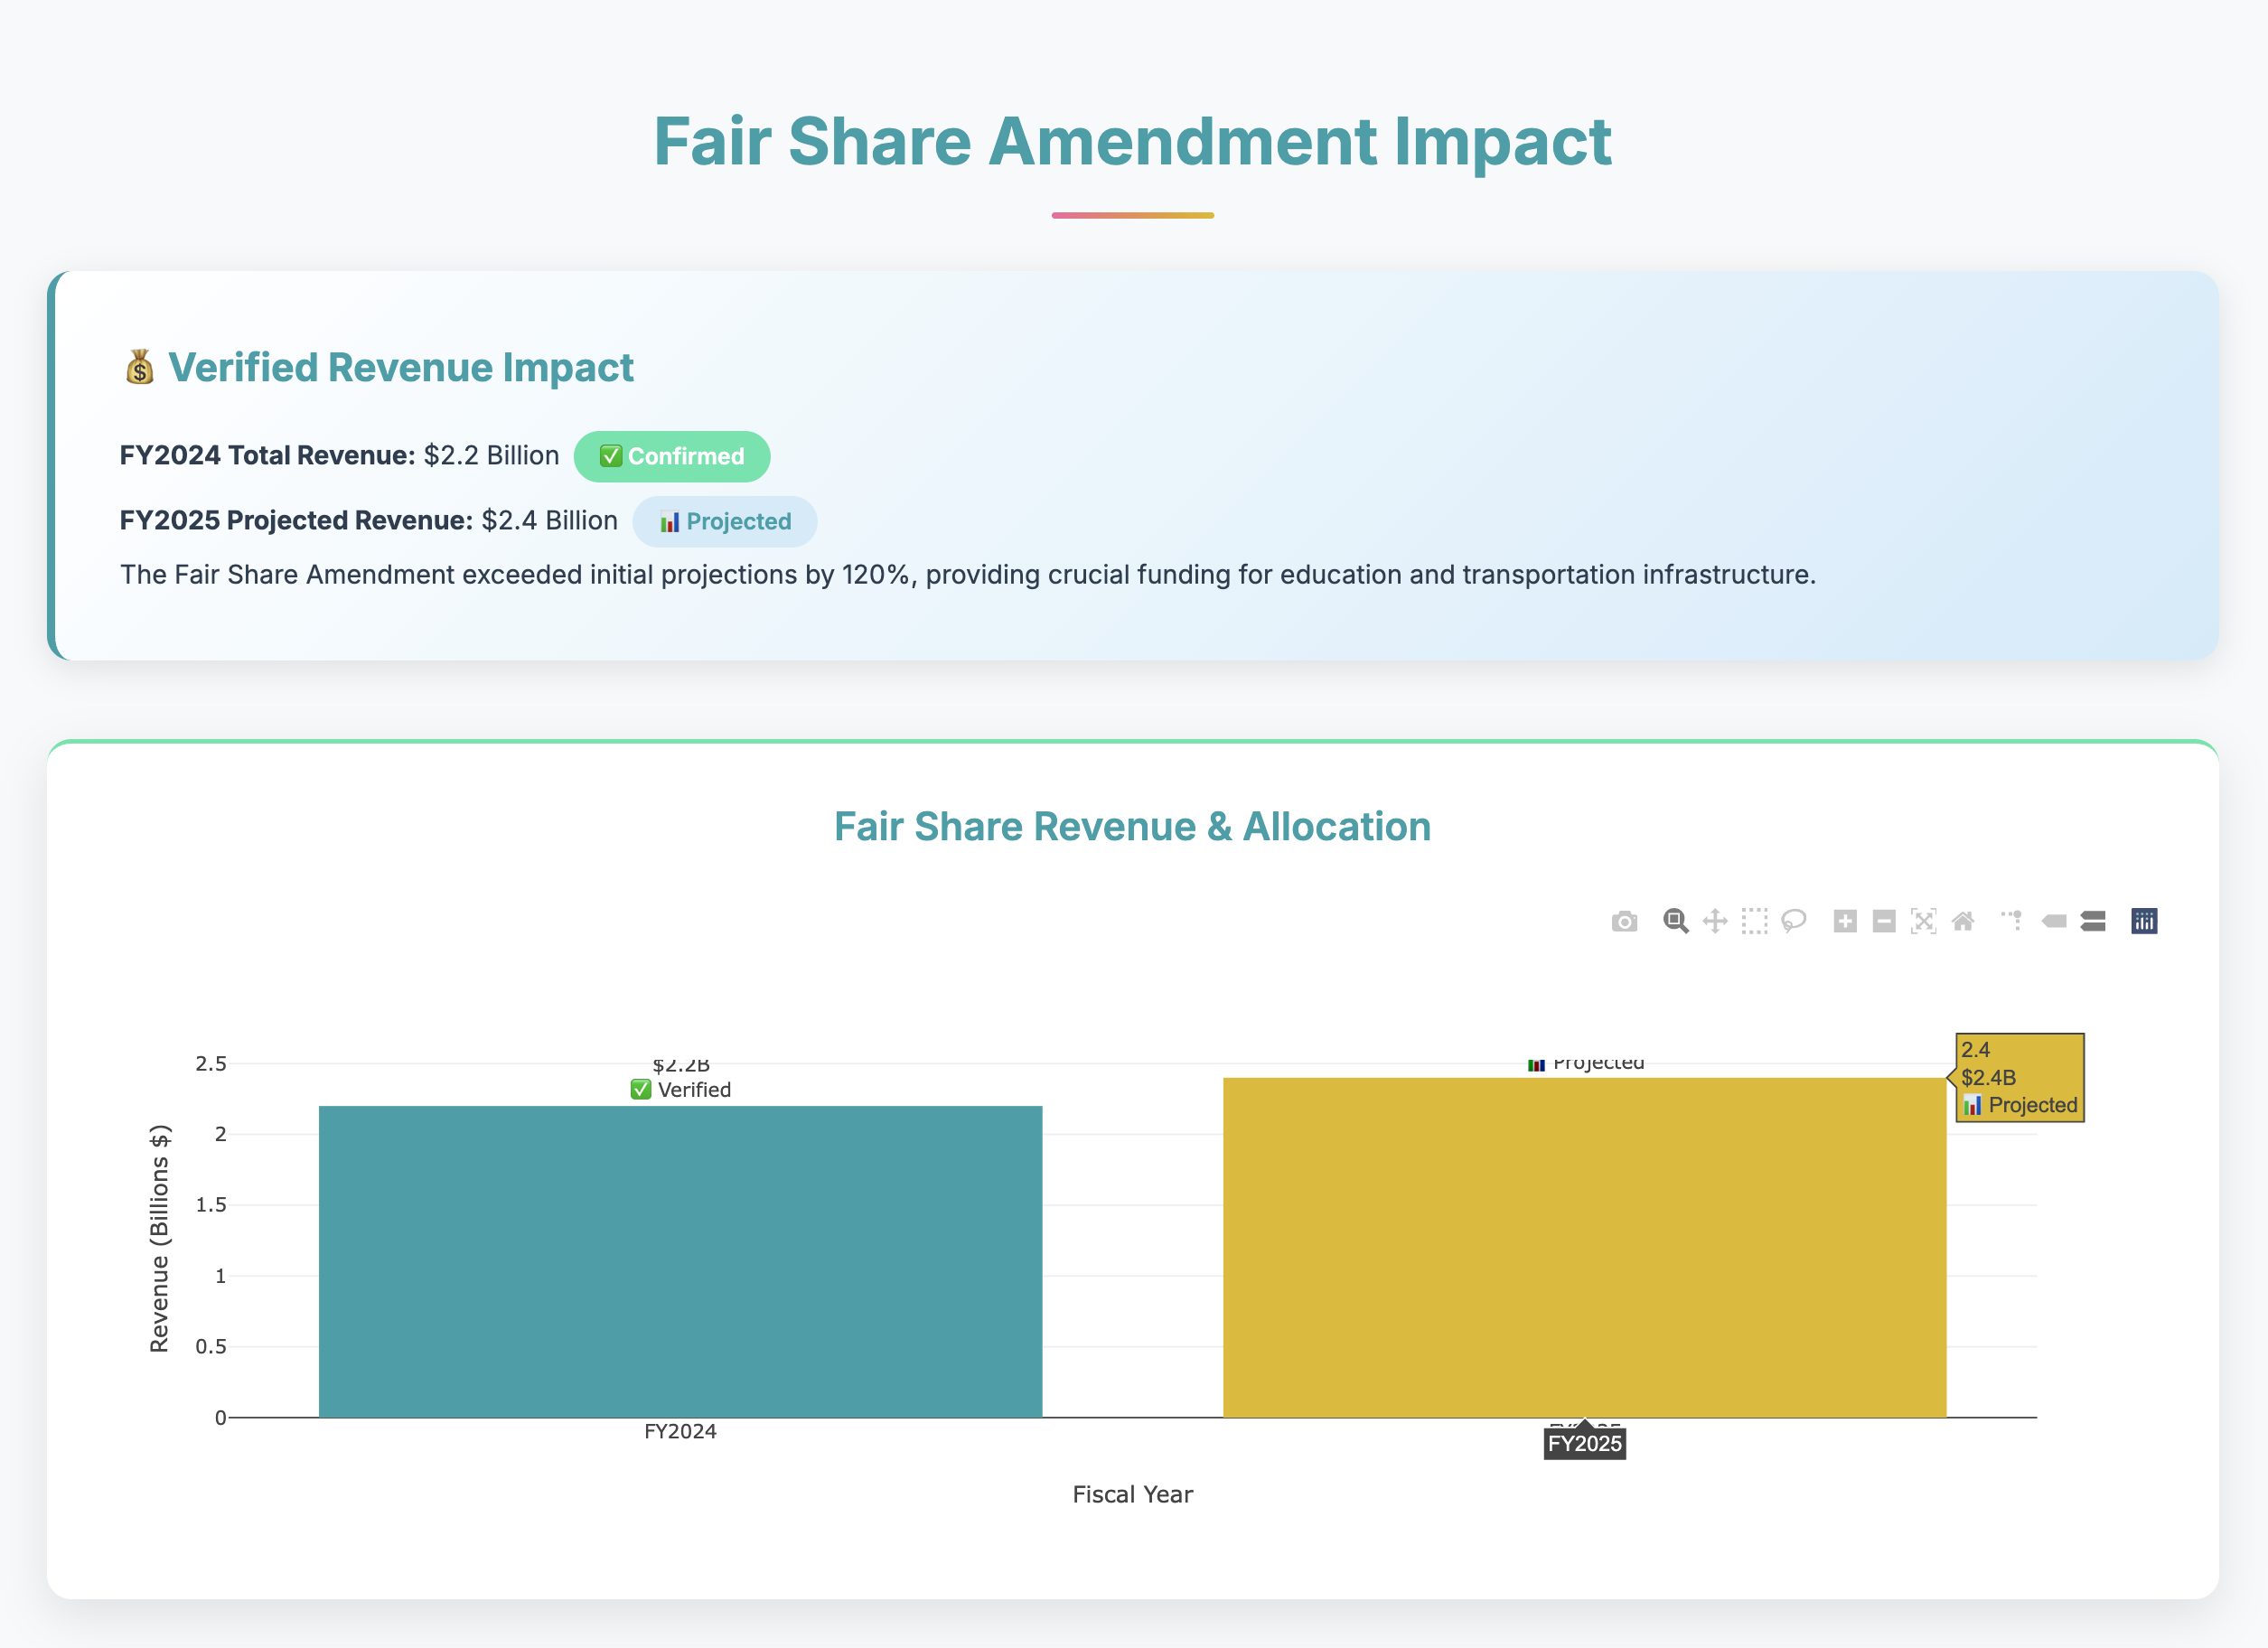 Fair Share Amendment Impact
💰 Verified Revenue Impact
FY2024 Total Revenue: $2.2 Billion ✅ Confirmed
FY2025 Projected Revenue: $2.4 Billion 📊 Projected
The Fair Share Amendment exceeded initial projections by 120%, providing crucial funding for education and transportation infrastructure.
Fair Share Revenue & Allocation
2.5
2
1.5
1
0.5
0
Revenue (Billions $)
$2.2B
✅ Verified
📊 Projected
2.4
$2.4B
📊 Projected
FY2024
FY2025
Fiscal Year